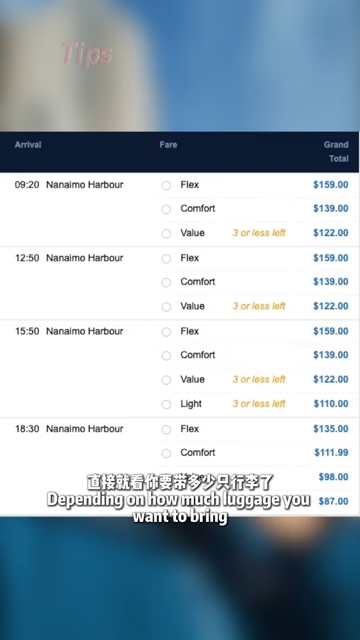 Tips
Arrival Fare Grand
Total
09:20 Nanaimo Harbour Flex $159.00
Comfort $139.00
Value 3 or less left $122.00
12:50 Nanaimo Harbour Flex $159.00
Comfort $139.00
Value 3 or less left $122.00
15:50 Nanaimo Harbour Flex $159.00
Comfort $139.00
Value 3 or less left $122.00
Light 3 or less left $110.00
18:30 Nanaimo Harbour Flex $135.00
Comfort $111.99
$98.00
直接就看你要带多少只行李了
$87.00
Depending on how much luggage you
want to bring